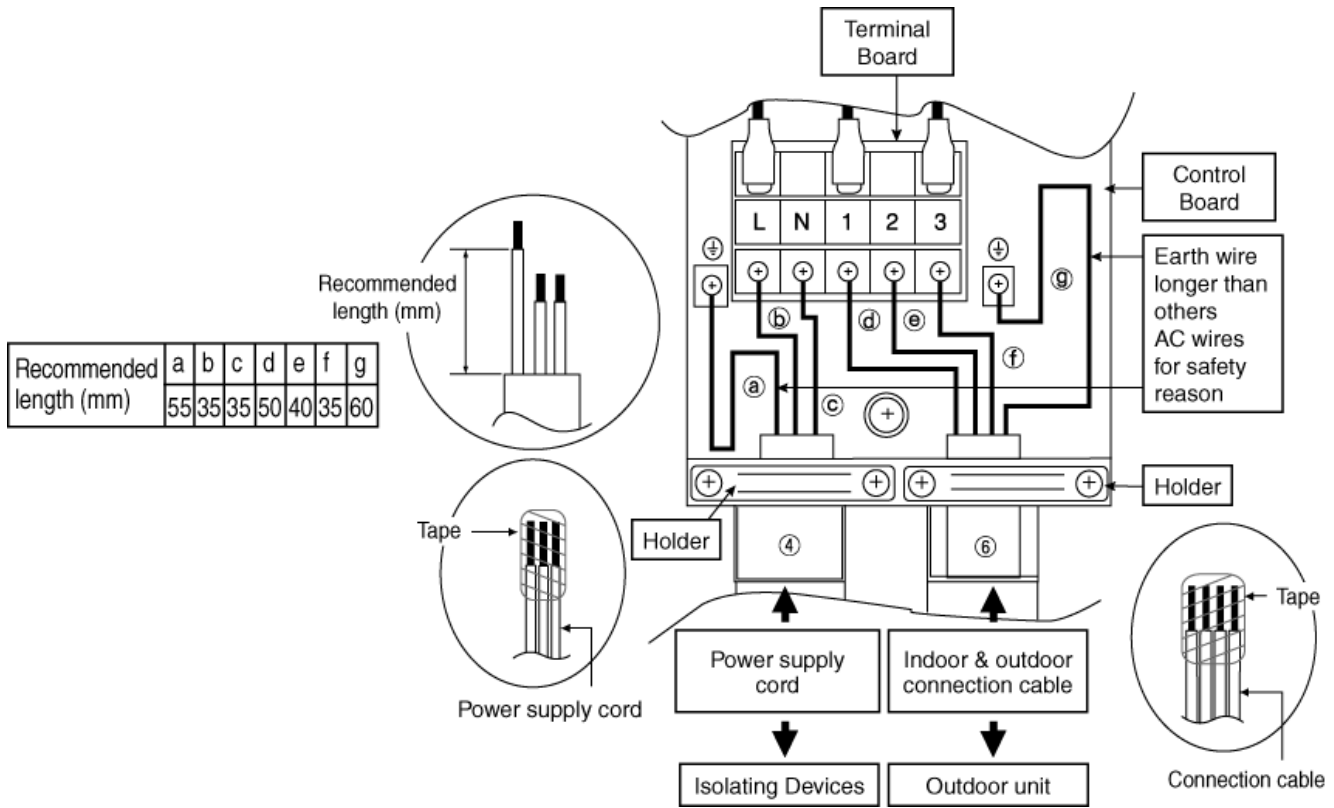 Terminal
Board
Control
Board
L N 1 2 3
Earth wire
longer than
others
AC wires
for safety
reason
Recommended
length (mm)
Recommended
length (mm)
a b c d e f g
55 35 35 50 40 35 60
ⓑ ⓓ ⓔ ⓖ
ⓐ ⓒ ⓕ
Holder
Holder
④ ⑥
Tape
Power supply cord
Tape
Connection cable
Power supply
cord
Indoor & outdoor
connection cable
Isolating Devices
Outdoor unit